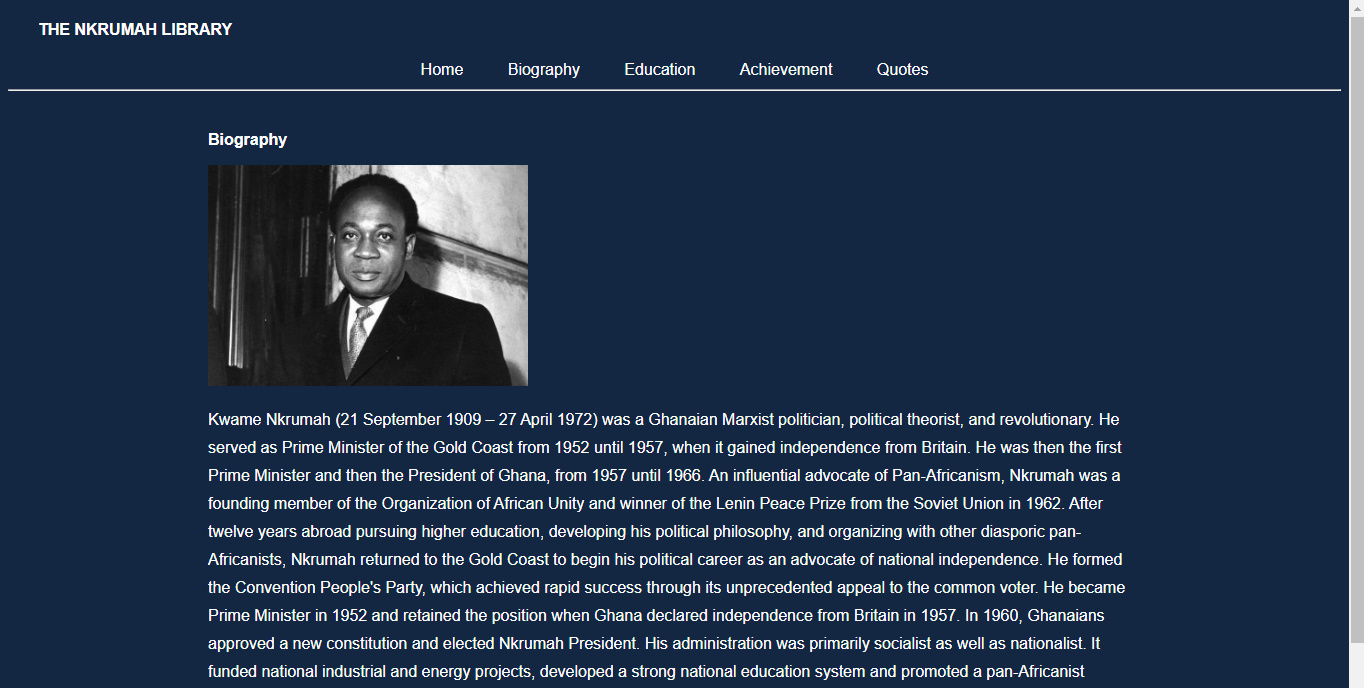 THE NKRUMAH LIBRARY
Home Biography Education Achievement Quotes
Biography
Kwame Nkrumah (21 September 1909 – 27 April 1972) was a Ghanaian Marxist politician, political theorist, and revolutionary. He
served as Prime Minister of the Gold Coast from 1952 until 1957, when it gained independence from Britain. He was then the first
Prime Minister and then the President of Ghana, from 1957 until 1966. An influential advocate of Pan-Africanism, Nkrumah was a
founding member of the Organization of African Unity and winner of the Lenin Peace Prize from the Soviet Union in 1962. After
twelve years abroad pursuing higher education, developing his political philosophy, and organizing with other diasporic pan-
Africanists, Nkrumah returned to the Gold Coast to begin his political career as an advocate of national independence. He formed
the Convention People's Party, which achieved rapid success through its unprecedented appeal to the common voter. He became
Prime Minister in 1952 and retained the position when Ghana declared independence from Britain in 1957. In 1960, Ghanaians
approved a new constitution and elected Nkrumah President. His administration was primarily socialist as well as nationalist. It
funded national industrial and energy projects, developed a strong national education system and promoted a pan-Africanist